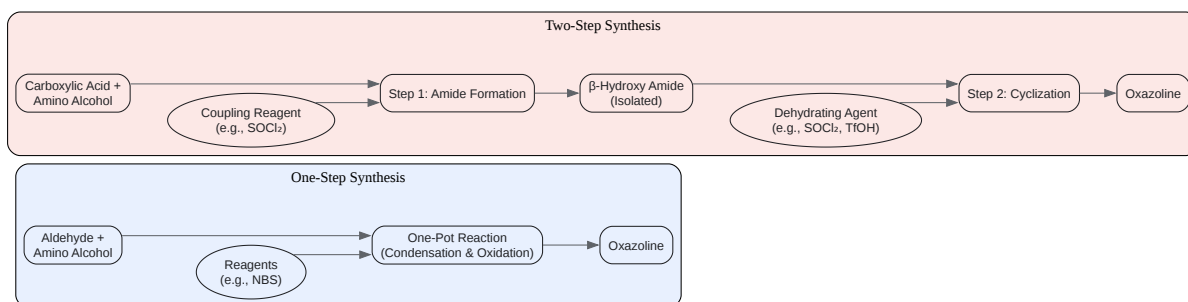 Two-Step Synthesis
Carboxylic Acid +
Amino Alcohol
Coupling Reagent
(e.g., SOCl₂)
Step 1: Amide Formation
β-Hydroxy Amide
(Isolated)
Dehydrating Agent
(e.g., SOCl₂, TfOH)
Step 2: Cyclization
Oxazoline
One-Step Synthesis
Aldehyde +
Amino Alcohol
Reagents
(e.g., NBS)
One-Pot Reaction
(Condensation & Oxidation)
Oxazoline